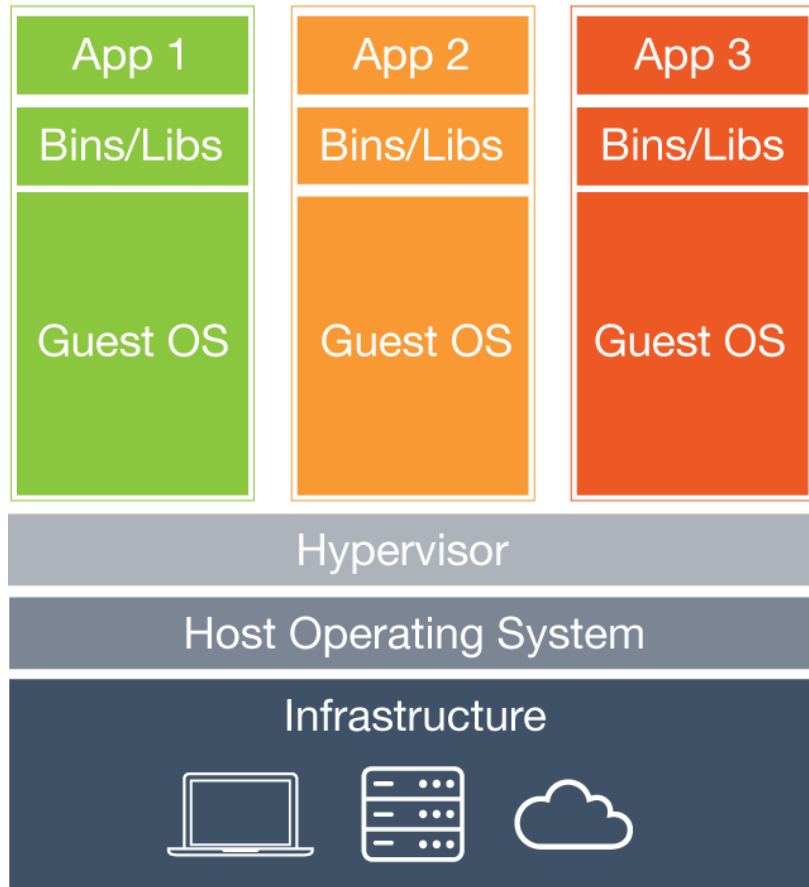 App 1
App 2
App 3
Bins/Libs
Bins/Libs
Bins/Libs
Guest OS
Guest OS
Guest OS
Hypervisor
Host Operating System
Infrastructure